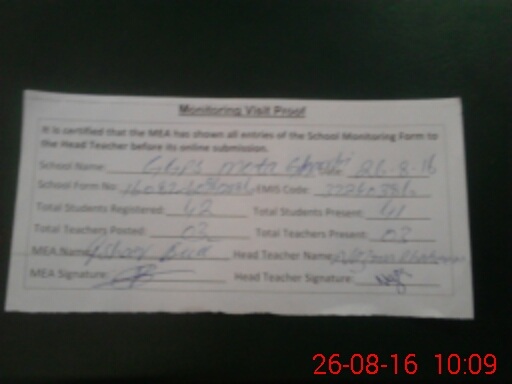 Monitoring Visit Proof
It is certified that the MEA has shown all entries of the School Monitoring Form to
the Head Teacher before its online submission.
School Name: 26-8-16
School Form No: EMIS Code:
Total Students Registered: 42 Total Students Present: 41
Total Teachers Posted: 03 Total Teachers Present: 03
MEA Name: Head Teacher Name:
MEA Signature: Head Teacher Signature:
26-08-16 10:09